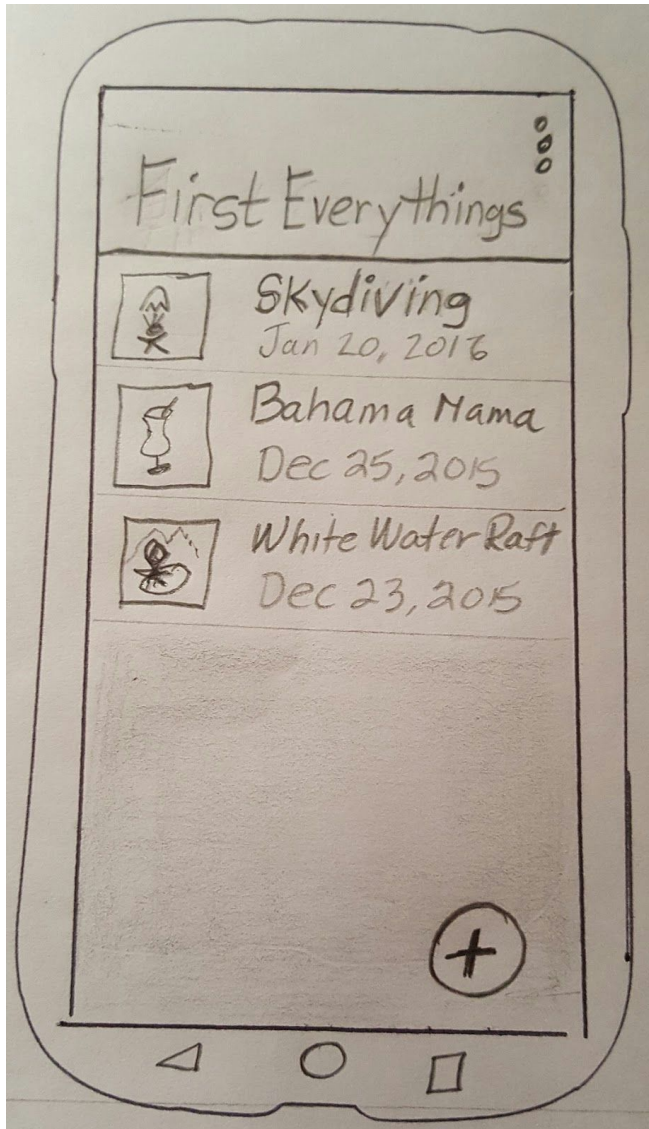 First Everythings
Skydiving
Jan 20, 2016
Bahama Mama
Dec 25, 2015
White Water Raft
Dec 23, 2015
+